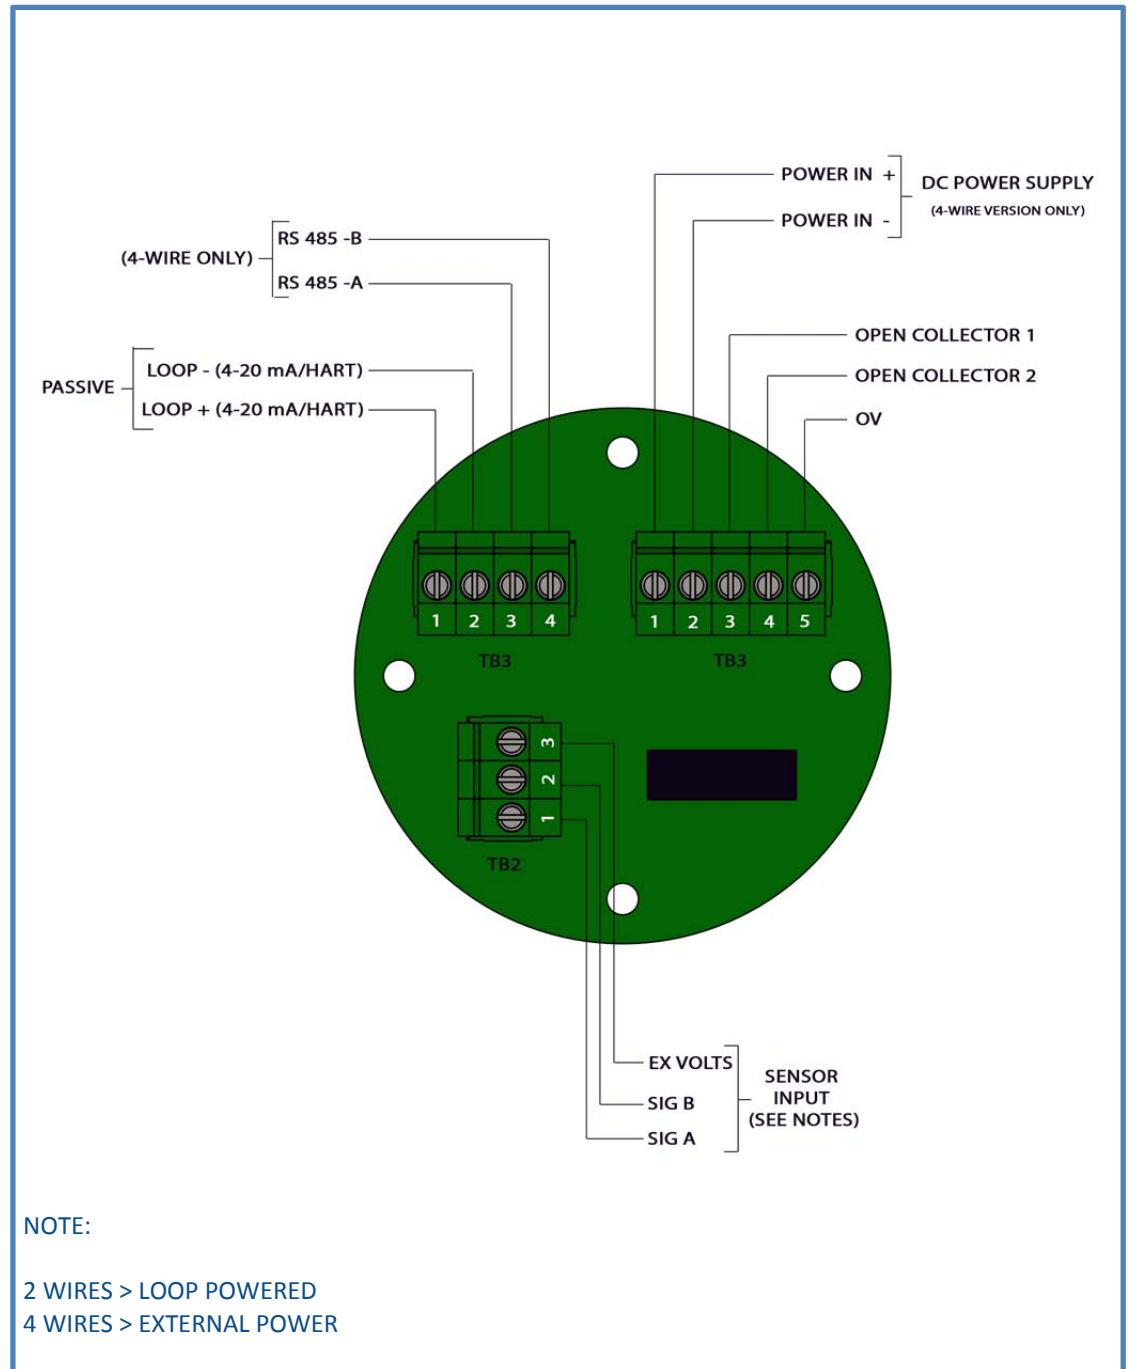 POWER IN +
POWER IN -
DC POWER SUPPLY
(4-WIRE VERSION ONLY)
(4-WIRE ONLY)
RS 485 -B
RS 485 -A
PASSIVE
LOOP - (4-20 mA/HART)
LOOP + (4-20 mA/HART)
OPEN COLLECTOR 1
OPEN COLLECTOR 2
OV
1 2 3 4
TB3
1 2 3 4 5
TB3
3
2
1
TB2
EX VOLTS
SIG B
SIG A
SENSOR
INPUT
(SEE NOTES)
NOTE:
2 WIRES > LOOP POWERED
4 WIRES > EXTERNAL POWER